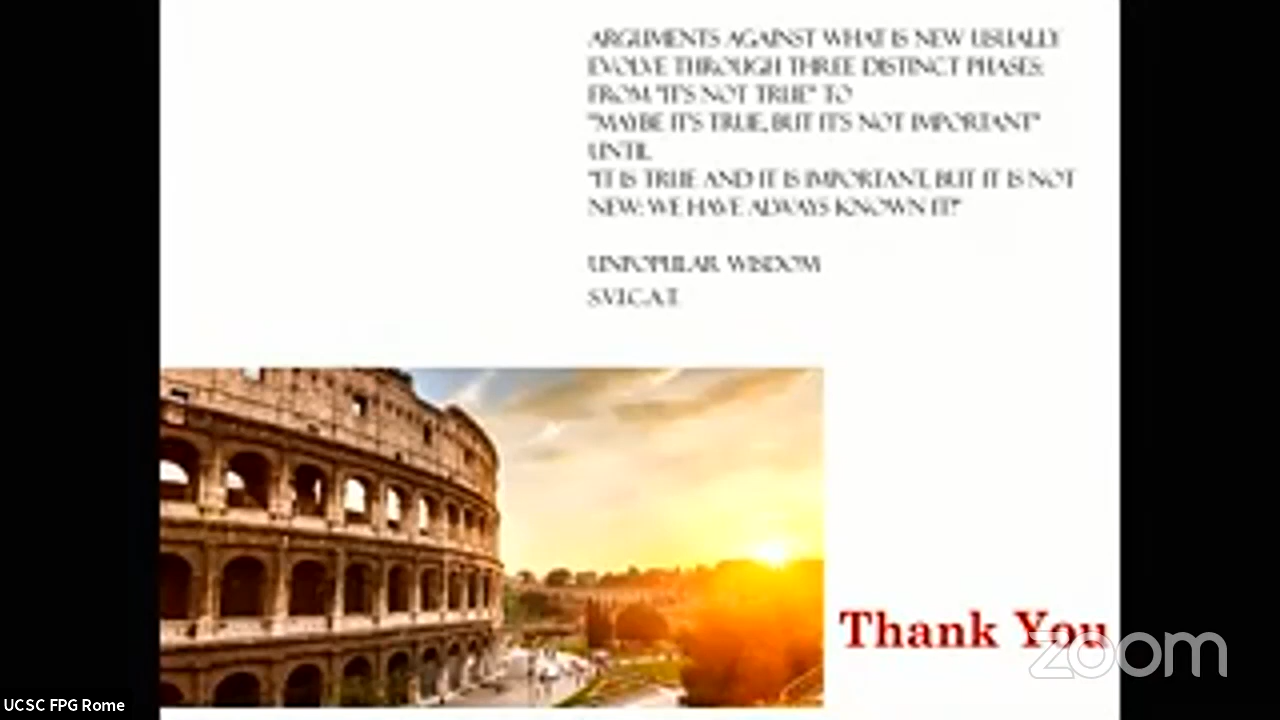 ARGUMENTS AGAINST WHAT IS NEW USUALLY
EVOLVE THROUGH THREE DISTINCT PHASES:
FROM "IT'S NOT TRUE" TO
"MAYBE IT'S TRUE, BUT IT'S NOT IMPORTANT"
UNTIL
"IT IS TRUE AND IT IS IMPORTANT, BUT IT IS NOT
NEW: WE HAVE ALWAYS KNOWN IT!"
UNPOPULAR WISDOM
Thank You
zoom
UCSC FPG Rome